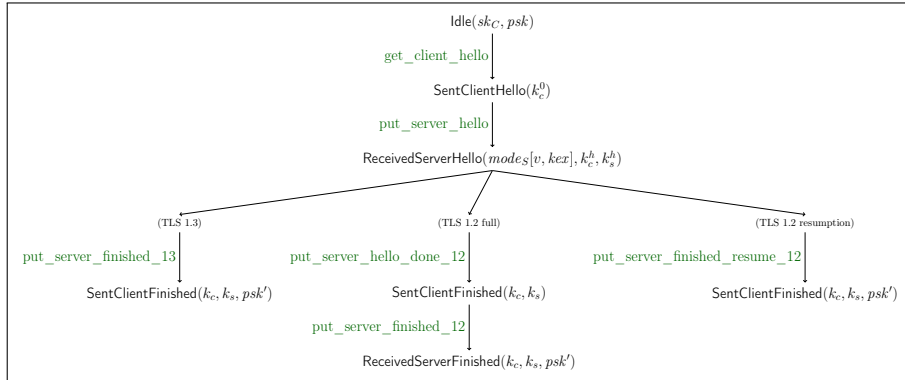 Idle(sk_C, psk)
get_client_hello
SentClientHello(k_c^0)
put_server_hello
ReceivedServerHello(mode_S[v, kex], k_c^h, k_s^h)
(TLS 1.3) (TLS 1.2 full) (TLS 1.2 resumption)
put_server_finished_13 put_server_hello_done_12 put_server_finished_resume_12
SentClientFinished(k_c, k_s, psk′) SentClientFinished(k_c, k_s) SentClientFinished(k_c, k_s, psk′)
put_server_finished_12
ReceivedServerFinished(k_c, k_s, psk′)